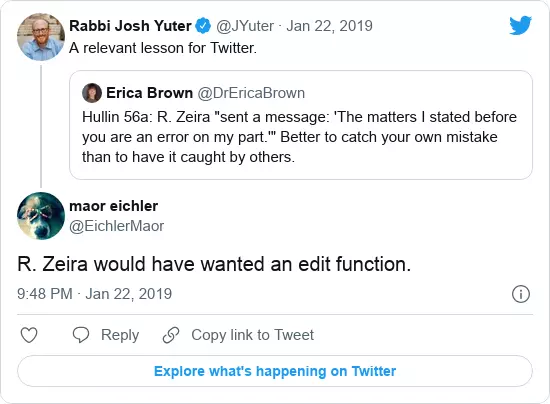 Rabbi Josh Yuter @JYuter · Jan 22, 2019
A relevant lesson for Twitter.
Erica Brown @DrEricaBrown
Hullin 56a: R. Zeira "sent a message: 'The matters I stated before
you are an error on my part.'" Better to catch your own mistake
than to have it caught by others.
maor eichler
@EichlerMaor
R. Zeira would have wanted an edit function.
9:48 PM · Jan 22, 2019
Reply
Copy link to Tweet
Explore what's happening on Twitter